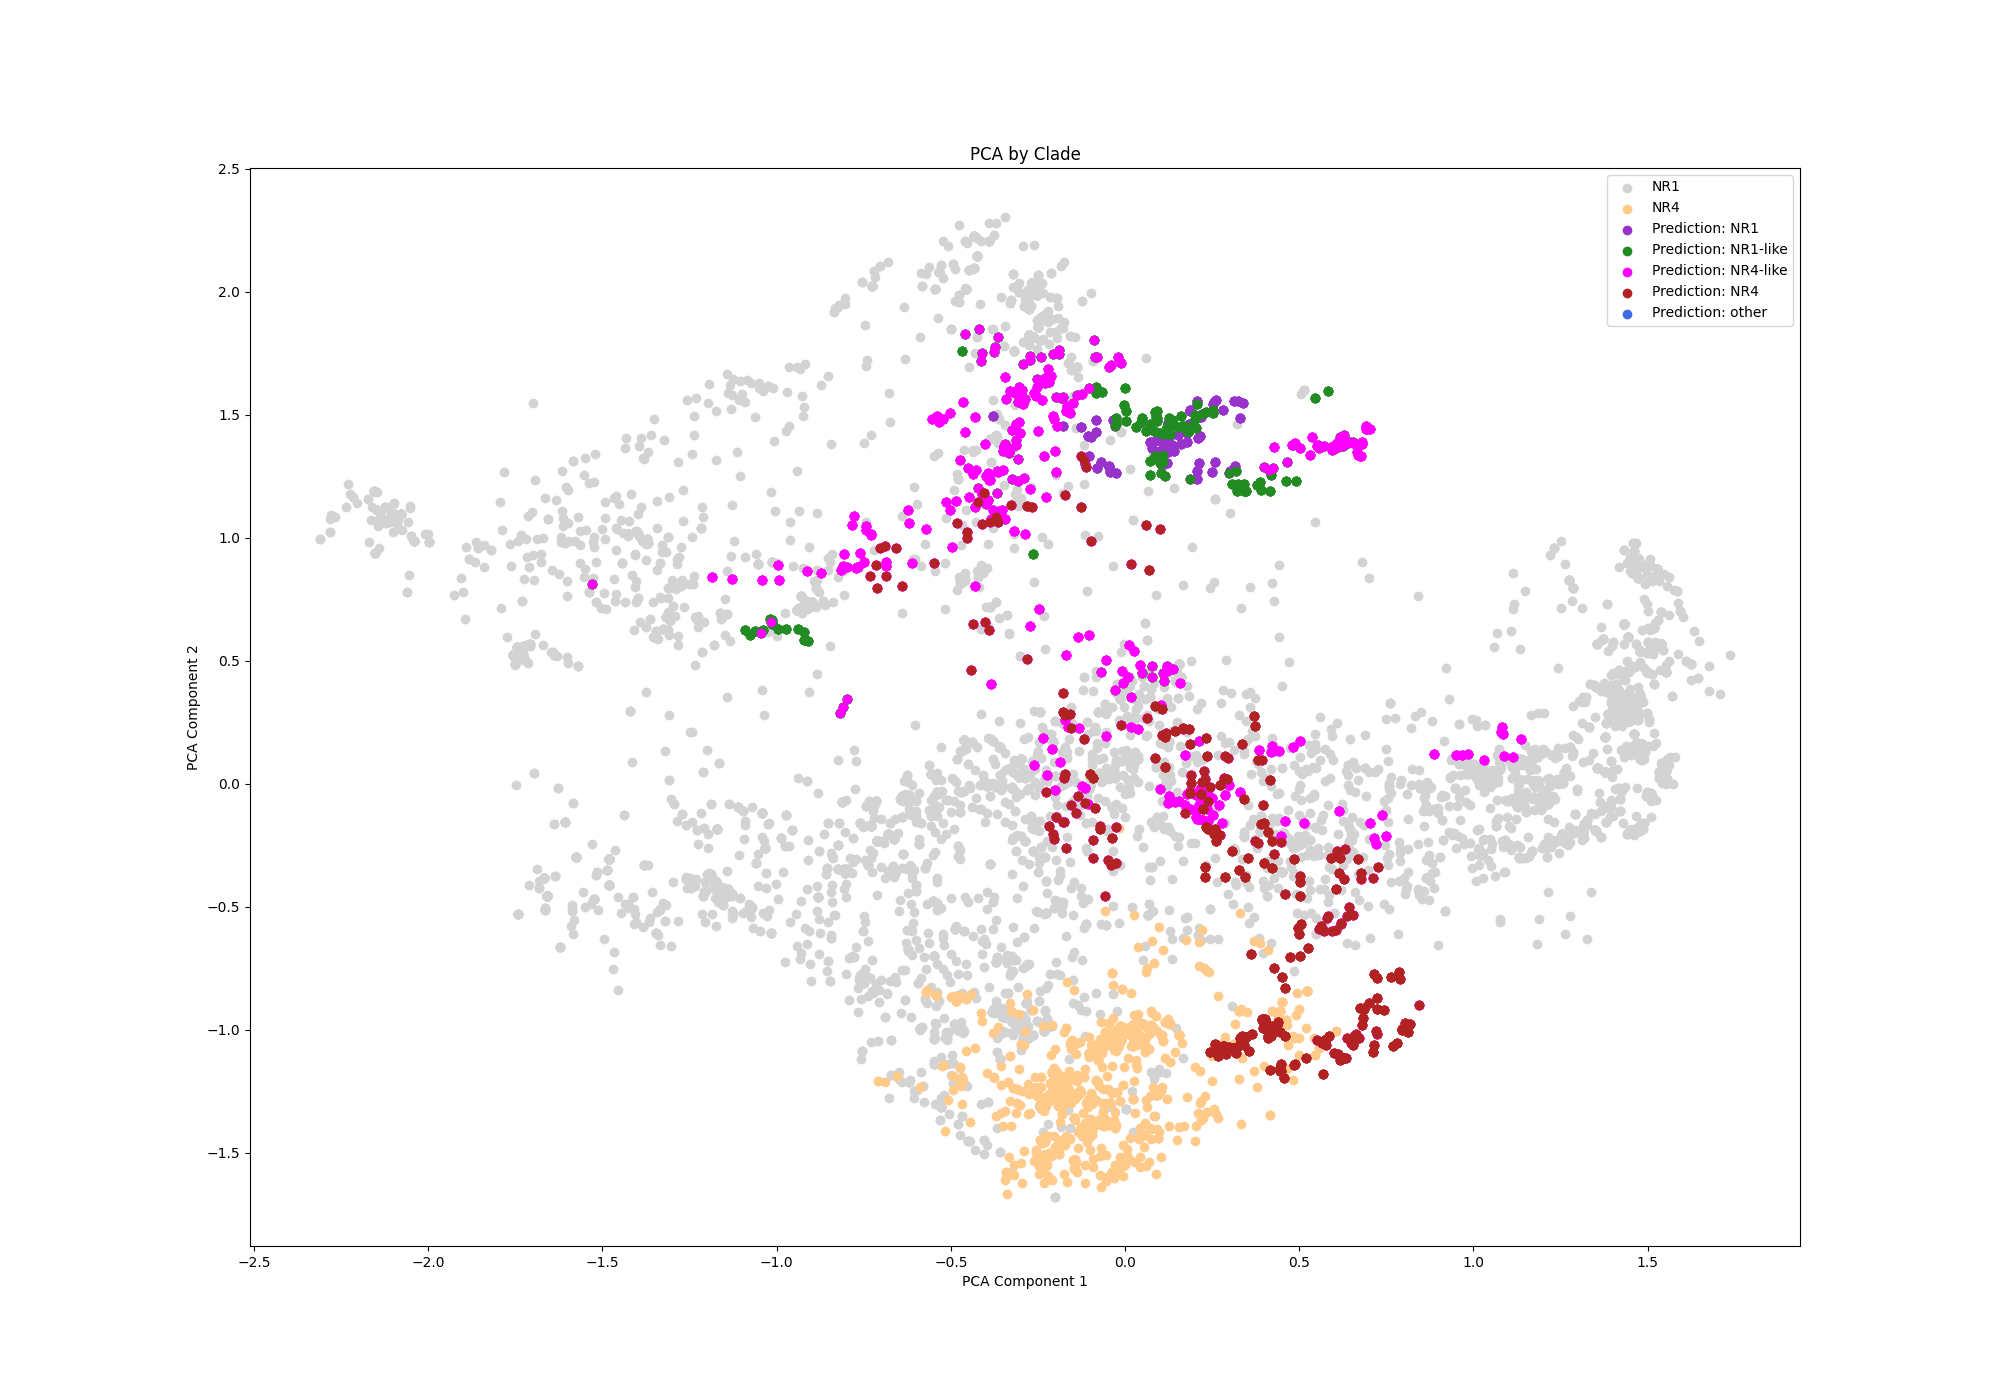 PCA by Clade
NR1
NR4
Prediction: NR1
Prediction: NR1-like
Prediction: NR4-like
Prediction: NR4
Prediction: other
2.5
2.0
1.5
1.0
0.5
0.0
−0.5
−1.0
−1.5
PCA Component 2
−2.5 −2.0 −1.5 −1.0 −0.5 0.0 0.5 1.0 1.5
PCA Component 1